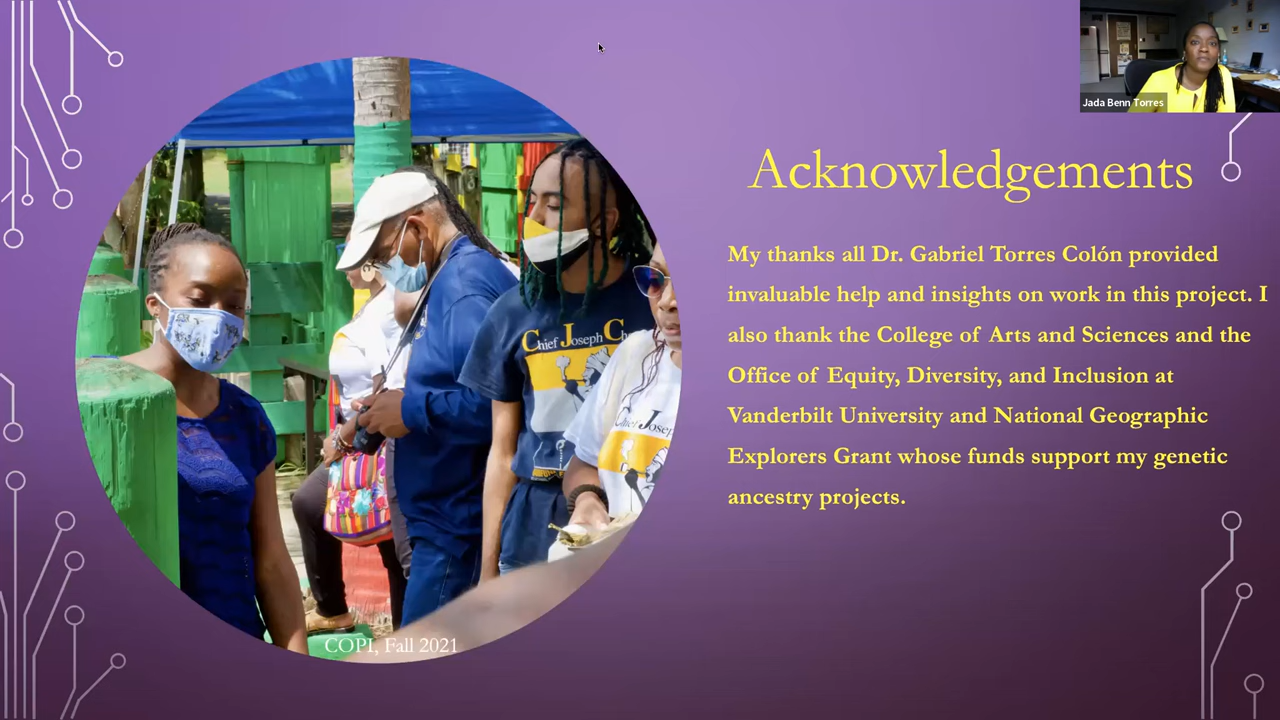 Jada Benn Torres
Acknowledgements
My thanks all Dr. Gabriel Torres Colón provided
invaluable help and insights on work in this project. I
also thank the College of Arts and Sciences and the
Office of Equity, Diversity, and Inclusion at
Vanderbilt University and National Geographic
Explorers Grant whose funds support my genetic
ancestry projects.
Chief Joseph
COPI, Fall 2021